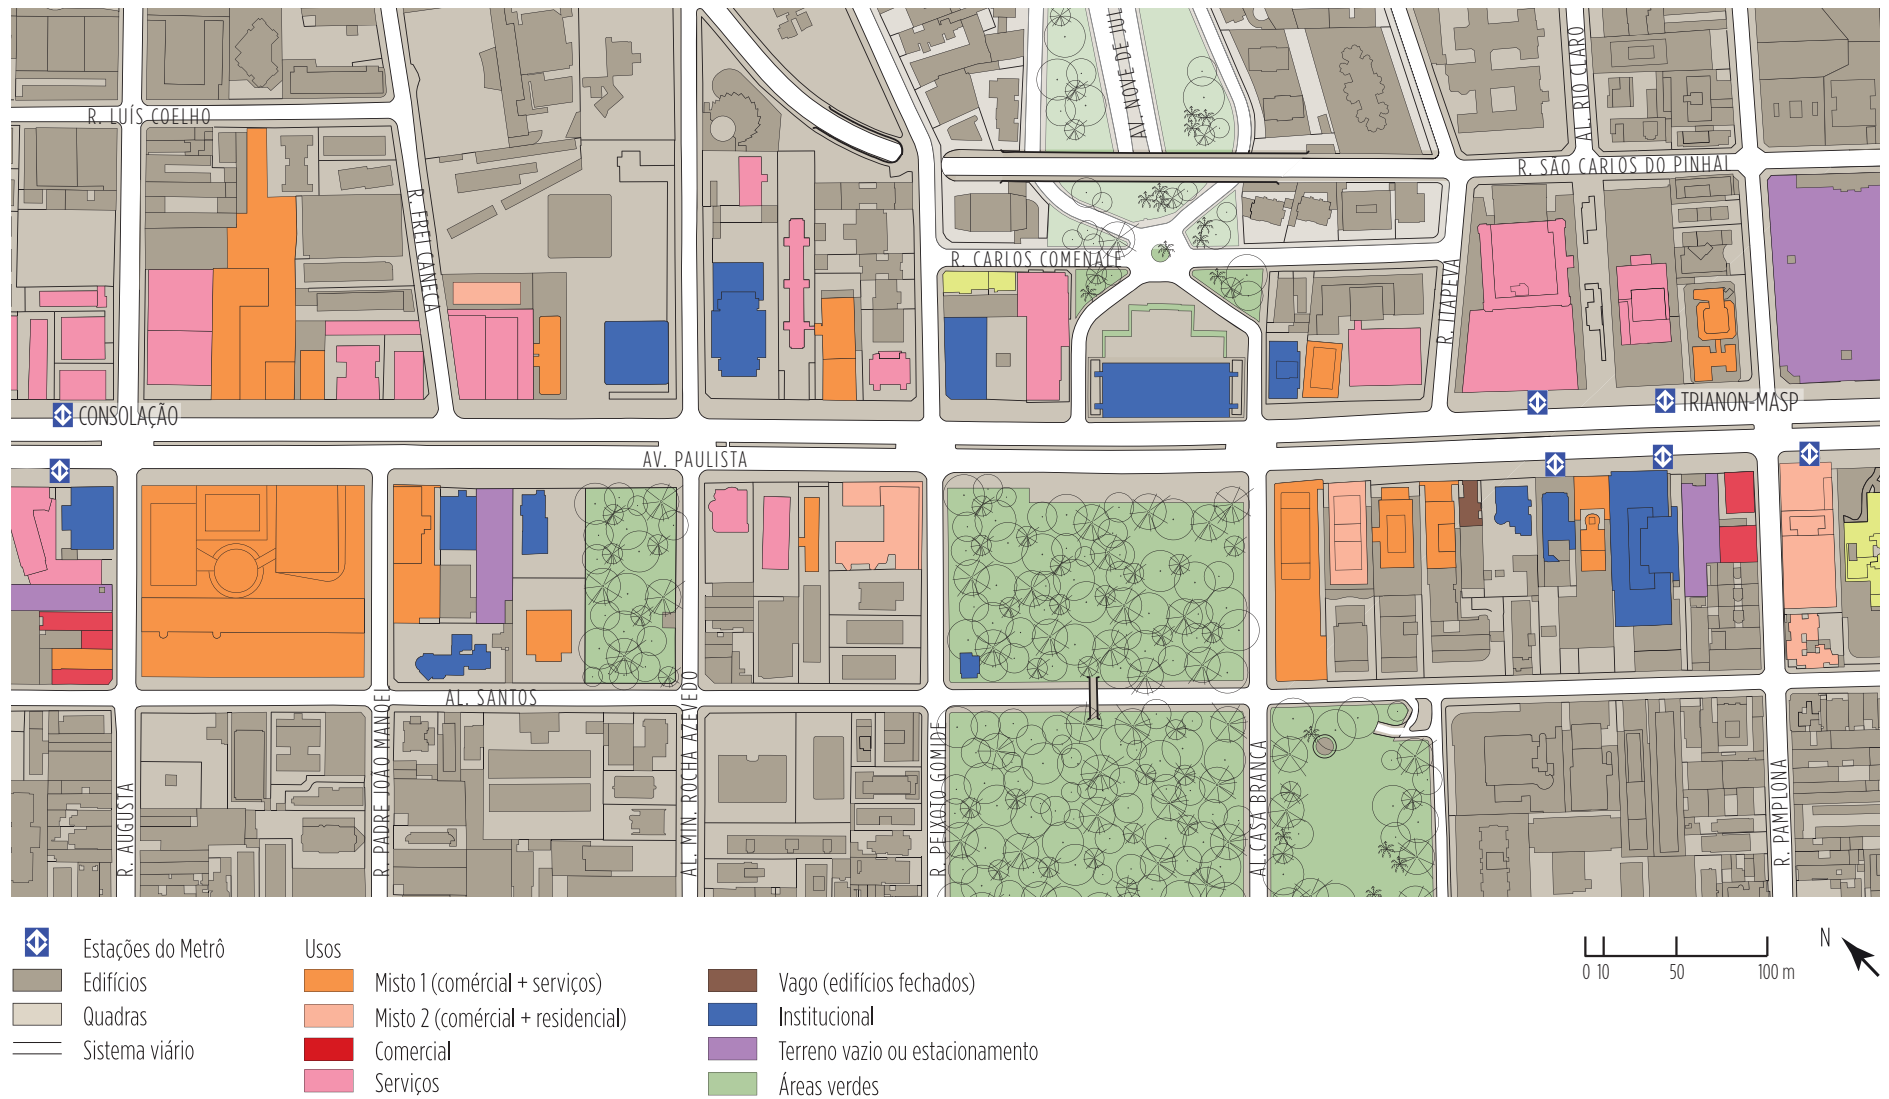 R. LUÍS COELHO
R. FREI CANECA
AV. NOVE DE JUL
AL. RIO CLARO
R. SÃO CARLOS DO PINHAL
R. CARLOS COMENALE
R. ITAPEVA
CONSOLAÇÃO
TRIANON-MASP
AV. PAULISTA
AL. SANTOS
R. AUGUSTA
R. PADRE JOÃO MANOEL
AL. MIN. ROCHA AZEVEDO
R. PEIXOTO GOMIDE
AL. CASA BRANCA
R. PAMPLONA
Estações do Metrô
Edifícios
Quadras
Sistema viário
Usos
Misto 1 (comércial + serviços)
Misto 2 (comércial + residencial)
Comercial
Serviços
Vago (edifícios fechados)
Institucional
Terreno vazio ou estacionamento
Áreas verdes
0 10 50 100 m
N